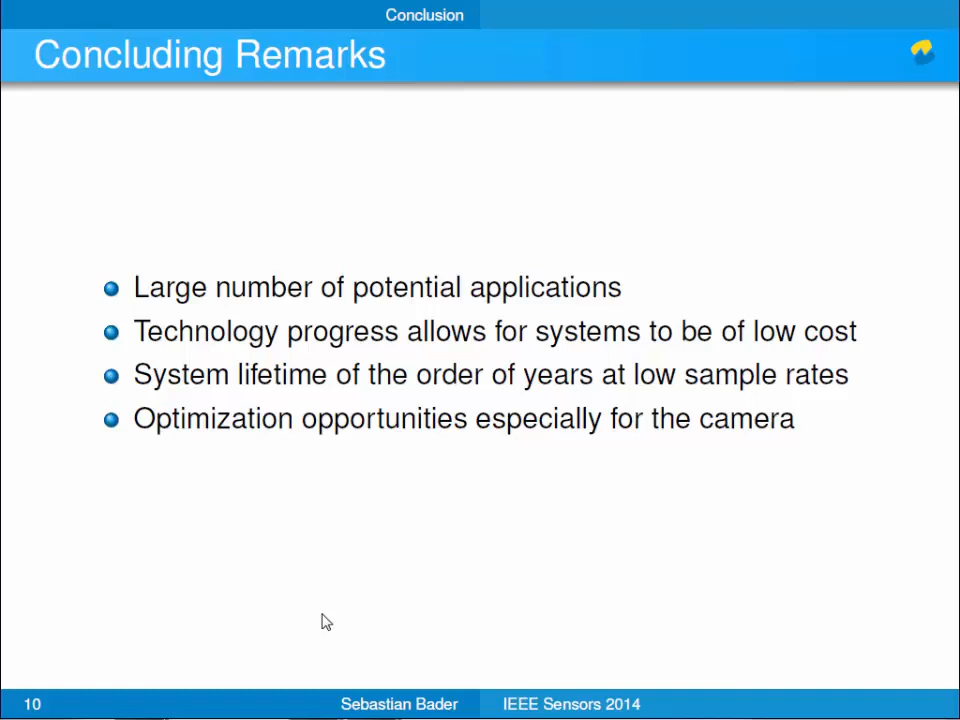 Conclusion
Concluding Remarks
Large number of potential applications
Technology progress allows for systems to be of low cost
System lifetime of the order of years at low sample rates
Optimization opportunities especially for the camera
10 Sebastian Bader IEEE Sensors 2014